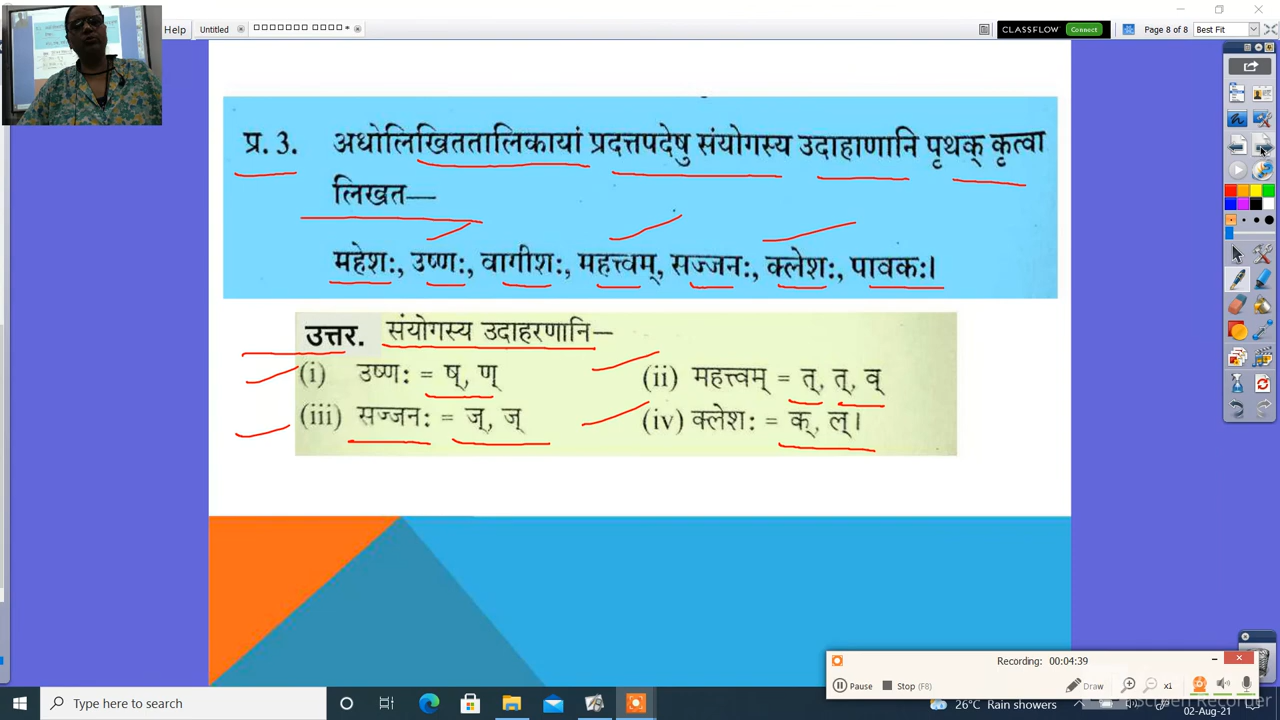 Help
Untitled
CLASSFLOW Connect
Page 8 of 8
Best Fit
प्र. 3. अधोलिखिततालिकायां प्रदत्तपदेषु संयोगस्य उदाहाणानि पृथक् कृत्वा
लिखत—
महेशः, उष्णः, वागीशः, महत्त्वम्, सज्जनः, क्लेशः, पावकः।
उत्तर. संयोगस्य उदाहरणानि—
(i) उष्णः = ष्, ण् (ii) महत्त्वम् = त्, त्, व्
(iii) सज्जनः = ज्, ज् (iv) क्लेशः = क्, ल्।
Recording: 00:04:39
Pause Stop (F8) Draw x1
Type here to search
26°C Rain showers
02-Aug-21
Screen Recorder